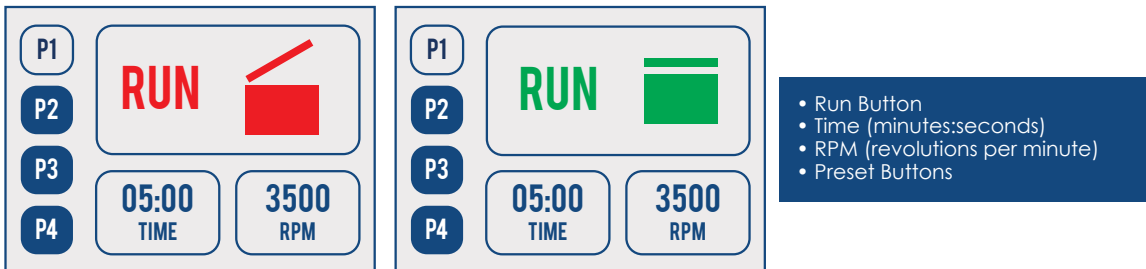 P1
RUN
P2
P3
P4
05:00
TIME
3500
RPM
P1
RUN
P2
P3
P4
05:00
TIME
3500
RPM
• Run Button
• Time (minutes:seconds)
• RPM (revolutions per minute)
• Preset Buttons